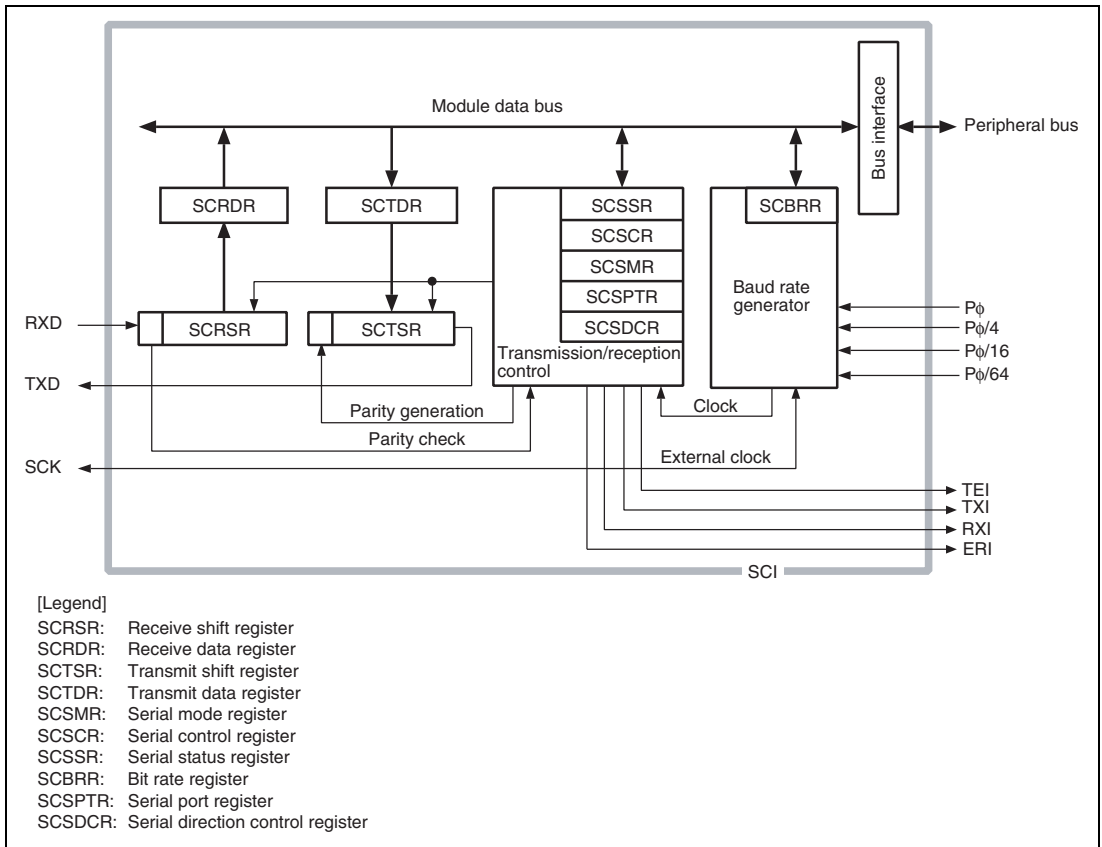 Module data bus
Bus interface
Peripheral bus
SCRDR
SCTDR
SCSSR
SCBRR
SCSCR
SCSMR
SCSPTR
SCSDCR
Baud rate
generator
RXD
SCRSR
SCTSR
Transmission/reception
control
Pφ
Pφ/4
Pφ/16
Pφ/64
TXD
Parity generation
Clock
Parity check
SCK
External clock
TEI
TXI
RXI
ERI
SCI
[Legend]
SCRSR: Receive shift register
SCRDR: Receive data register
SCTSR: Transmit shift register
SCTDR: Transmit data register
SCSMR: Serial mode register
SCSCR: Serial control register
SCSSR: Serial status register
SCBRR: Bit rate register
SCSPTR: Serial port register
SCSDCR: Serial direction control register